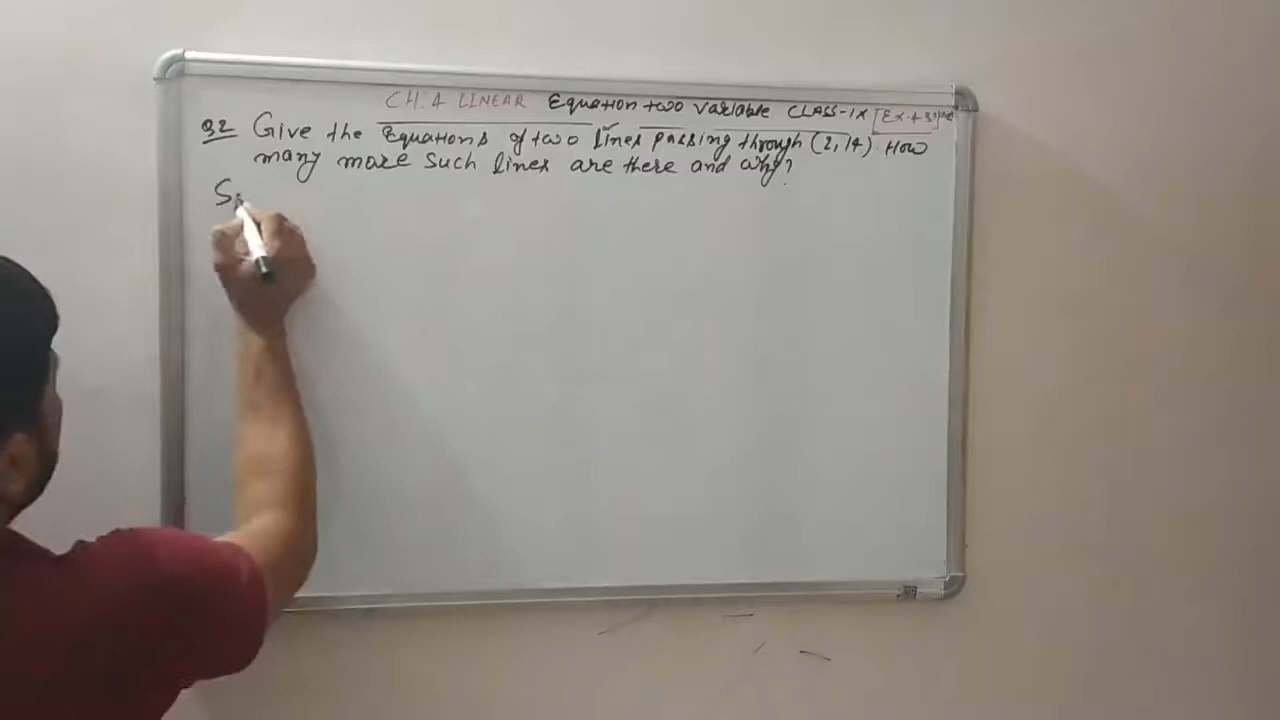 CH.4 LINEAR Equation two variable CLASS-IX [Ex 4.3]
Q2 Give the Equations of two lines passing through (2,14). How
many more such lines are there and why?
So